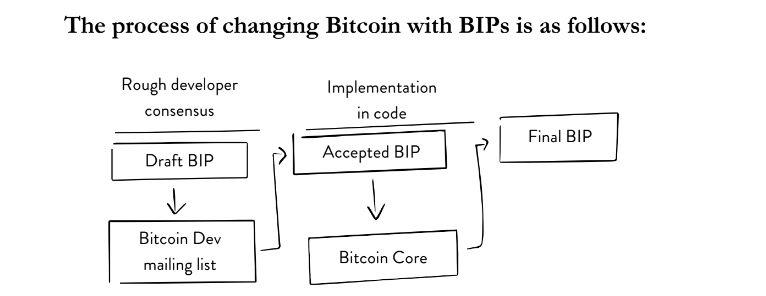 The process of changing Bitcoin with BIPs is as follows:
Rough developer
consensus
Draft BIP
Bitcoin Dev
mailing list
Implementation
in code
Accepted BIP
Bitcoin Core
Final BIP